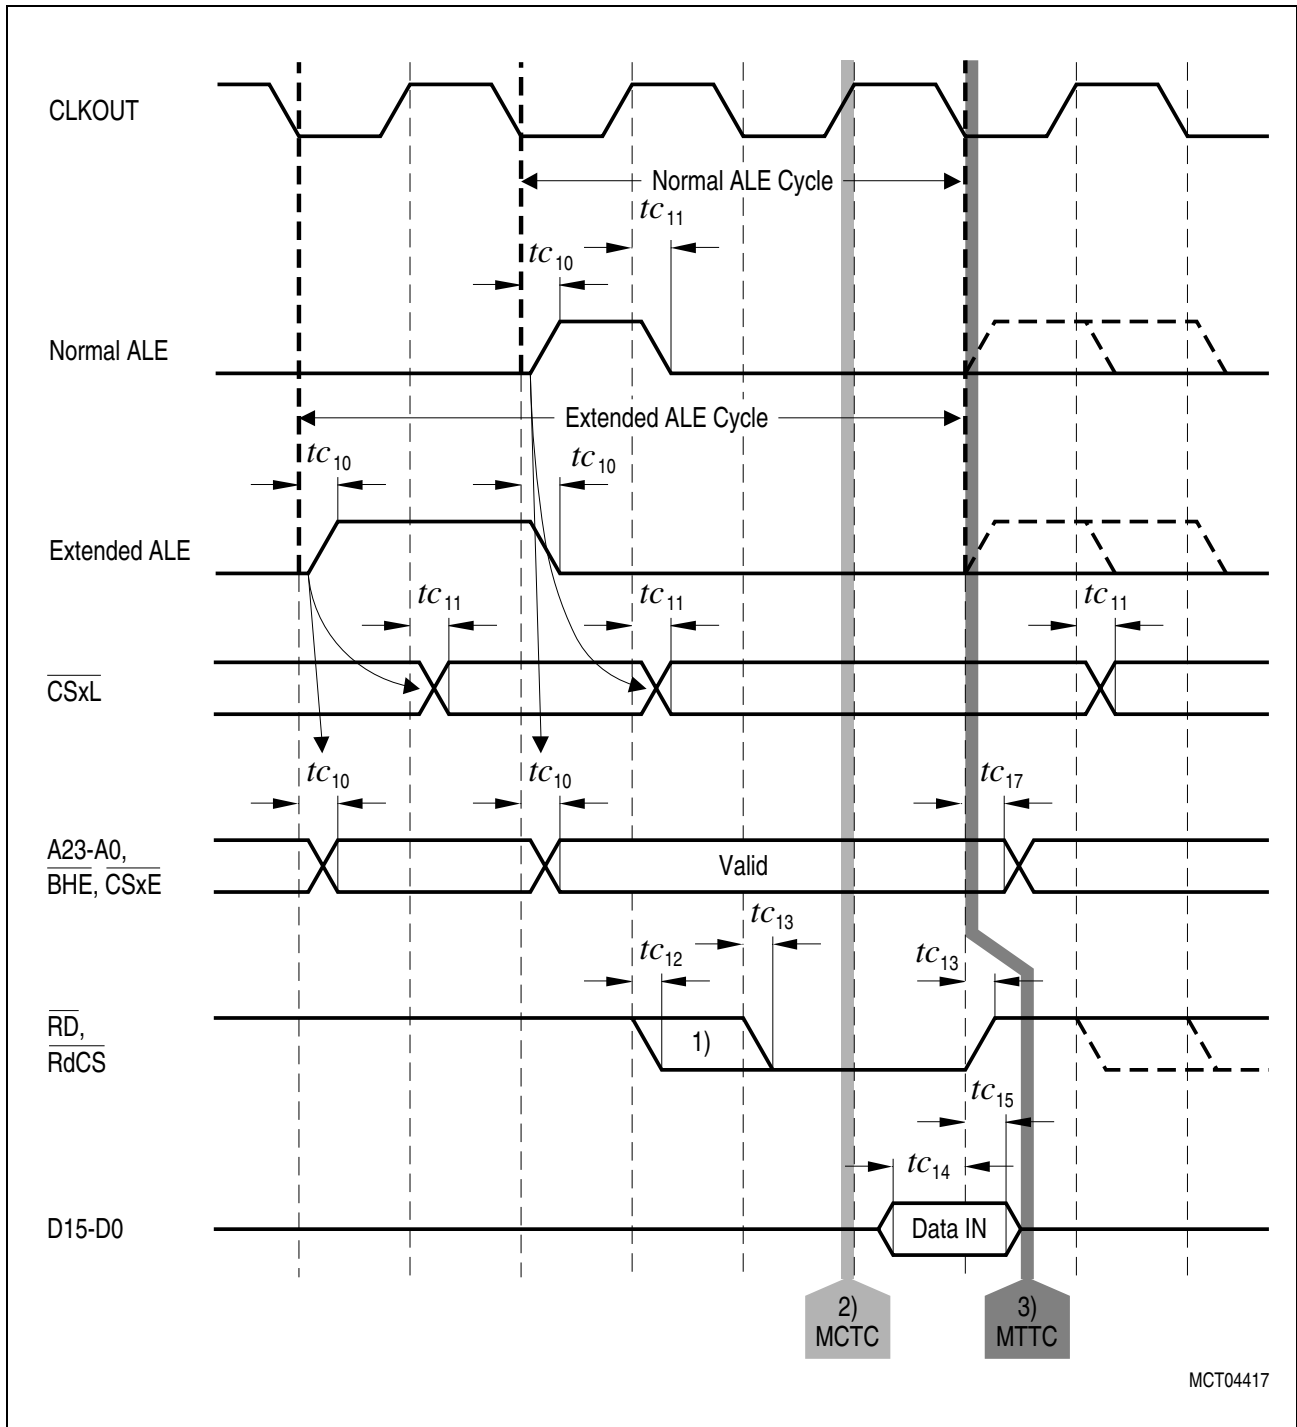 CLKOUT
Normal ALE Cycle
tc11
tc10
Normal ALE
Extended ALE Cycle
tc10
tc10
Extended ALE
tc11
tc11
tc11
CSxL
tc10
tc10
tc17
A23-A0,
BHE, CSxE
Valid
tc13
tc12
tc13
RD,
RdCS
1)
tc15
tc14
D15-D0
Data IN
2)
MCTC
3)
MTTC
MCT04417